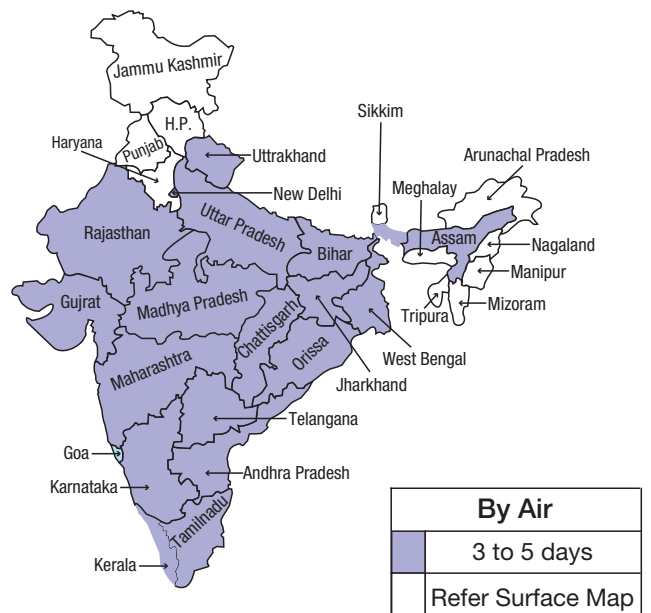 Jammu Kashmir
H.P.
Sikkim
Haryana
Punjab
Uttrakhand
Arunachal Pradesh
Meghalay
New Delhi
Uttar Pradesh
Rajasthan
Assam
Nagaland
Bihar
Manipur
Gujrat
Madhya Pradesh
Tripura
Mizoram
Chattisgarh
West Bengal
Orissa
Maharashtra
Jharkhand
Telangana
Goa
Andhra Pradesh
Karnataka
Tamilnadu
Kerala
By Air
3 to 5 days
Refer Surface Map